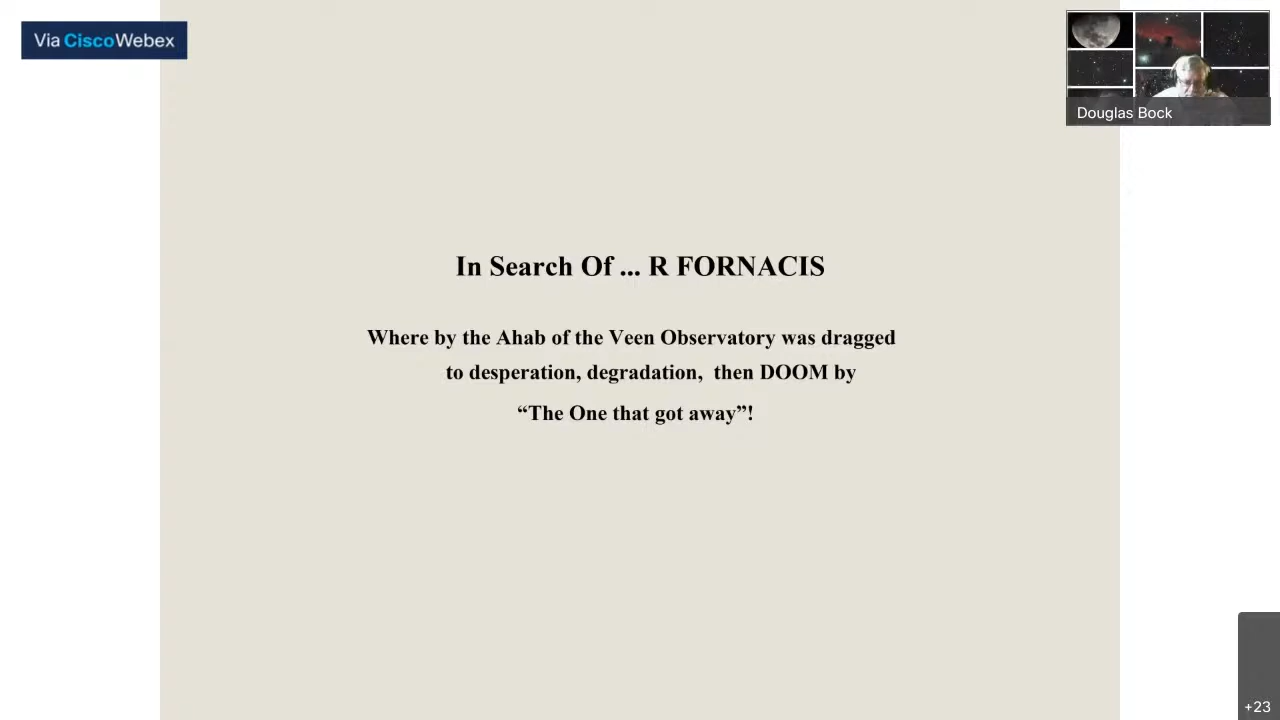 Via CiscoWebex
Douglas Bock
In Search Of ... R FORNACIS
Where by the Ahab of the Veen Observatory was dragged
to desperation, degradation,  then DOOM by
“The One that got away”!
+23